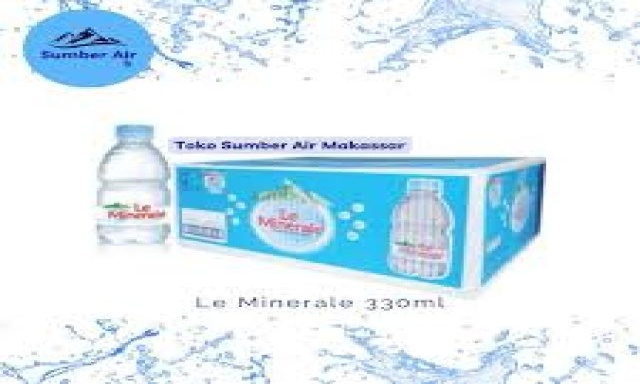 Sumber Air
Toko Sumber Air Makassar
Le
Minerale
Le
Minerale
Le Minerale 330ml